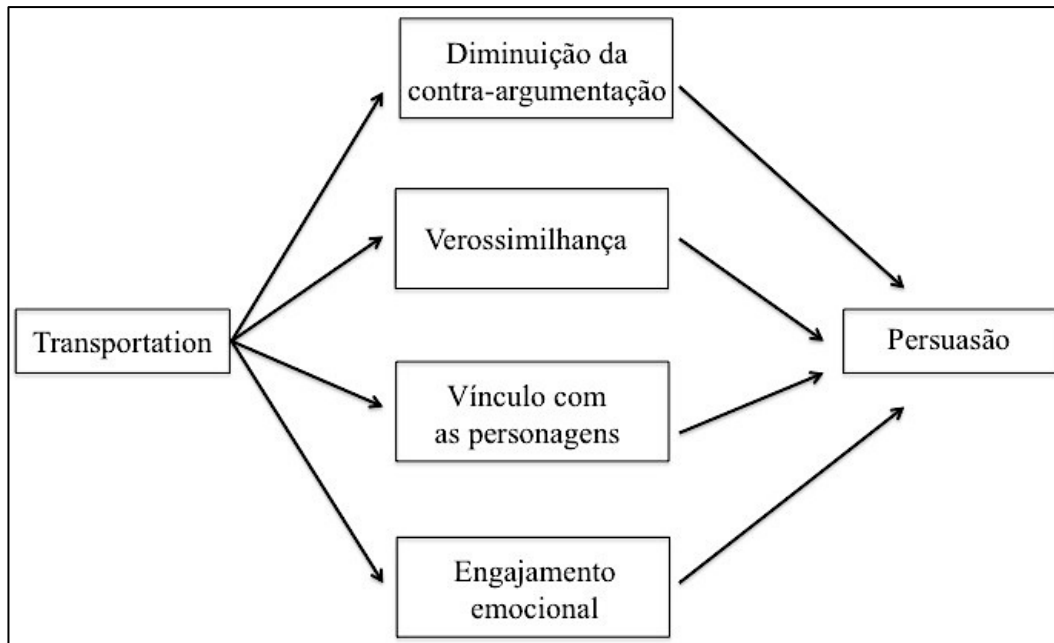 Diminuição da
contra-argumentação
Verossimilhança
Transportation
Persuasão
Vínculo com
as personagens
Engajamento
emocional